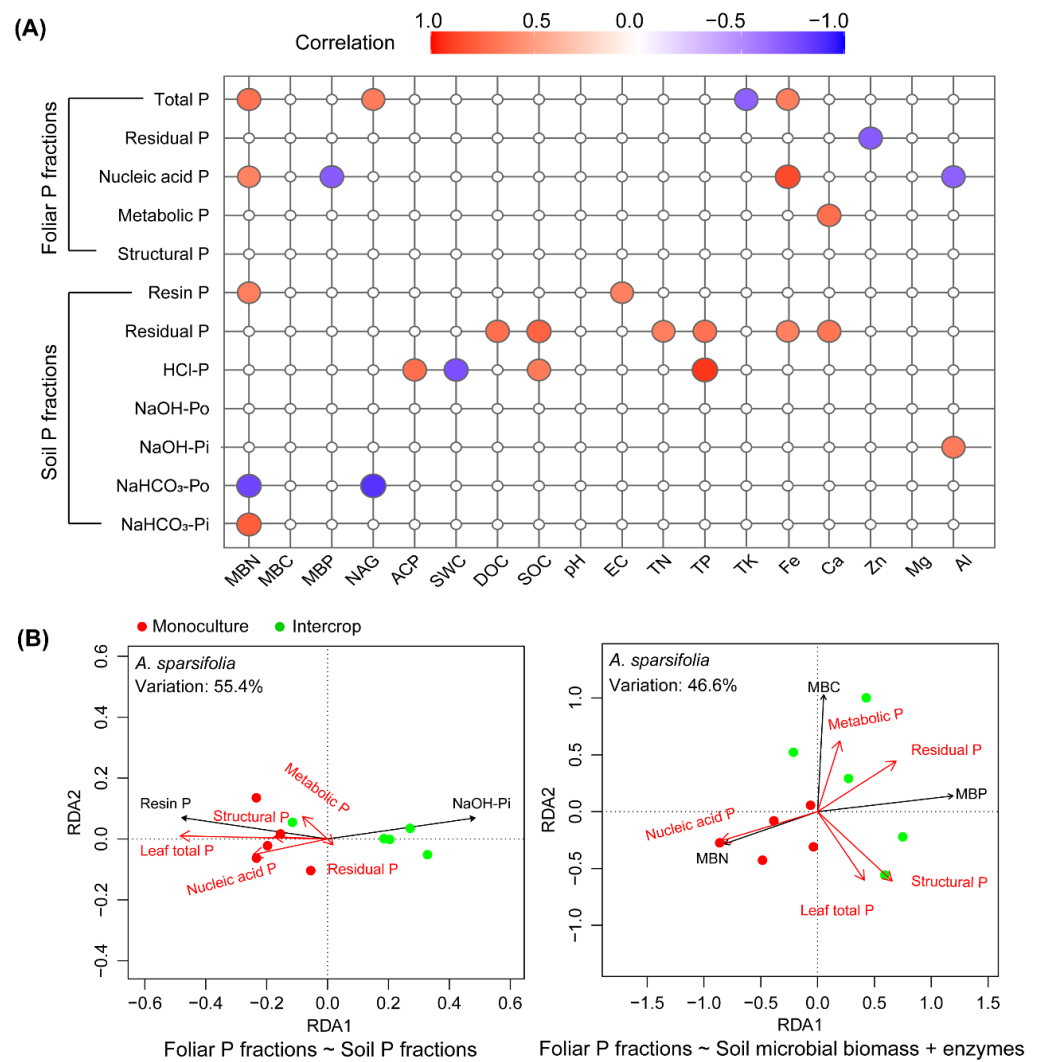 (A)
Correlation
1.0 0.5 0.0 −0.5 −1.0
Foliar P fractions
Total P
Residual P
Nucleic acid P
Metabolic P
Structural P
Soil P fractions
Resin P
Residual P
HCl-P
NaOH-Po
NaOH-Pi
NaHCO₃-Po
NaHCO₃-Pi
MBN MBC MBP NAG ACP SWC DOC SOC pH EC TN TP TK Fe Ca Zn Mg Al
(B)
Monoculture Intercrop
A. sparsifolia
Variation: 55.4%
RDA2
0.6
0.4
0.2
0.0
−0.2
−0.4
Metabolic P
Resin P
NaOH-Pi
Structural P
Leaf total P
Nucleic acid P
Residual P
−0.6 −0.4 −0.2 0.0 0.2 0.4 0.6
RDA1
Foliar P fractions ~ Soil P fractions
A. sparsifolia
Variation: 46.6%
RDA2
1.0
0.5
0.0
−0.5
−1.0
MBC
Metabolic P
Residual P
MBP
Nucleic acid P
MBN
Structural P
Leaf total P
−1.5 −1.0 −0.5 0.0 0.5 1.0 1.5
RDA1
Foliar P fractions ~ Soil microbial biomass + enzymes